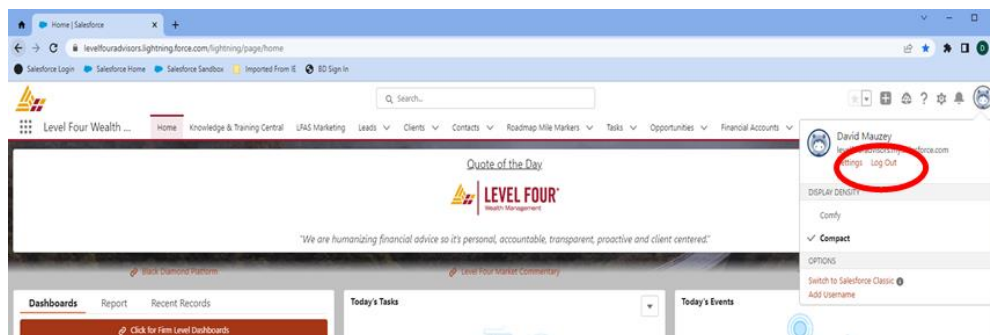 Home | Salesforce
levelfouradvisors.lightning.force.com/lightning/page/home
Salesforce Login Salesforce Home Salesforce Sandbox Imported From IE BD Sign In
Search...
Level Four Wealth ... Home Knowledge & Training Central LFAS Marketing Leads Clients Contacts Roadmap Mile Markers Tasks Opportunities Financial Accounts
David Mauzey
Settings Log Out
DISPLAY DENSITY
Comfy
Compact
OPTIONS
Switch to Salesforce Classic
Add Username
Quote of the Day
LEVEL FOUR
Wealth Management
"We are humanizing financial advice so it's personal, accountable, transparent, proactive and client centered."
Black Diamond Platform Level Four Market Commentary
Dashboards Report Recent Records
Click for Firm Level Dashboards
Today's Tasks
Today's Events